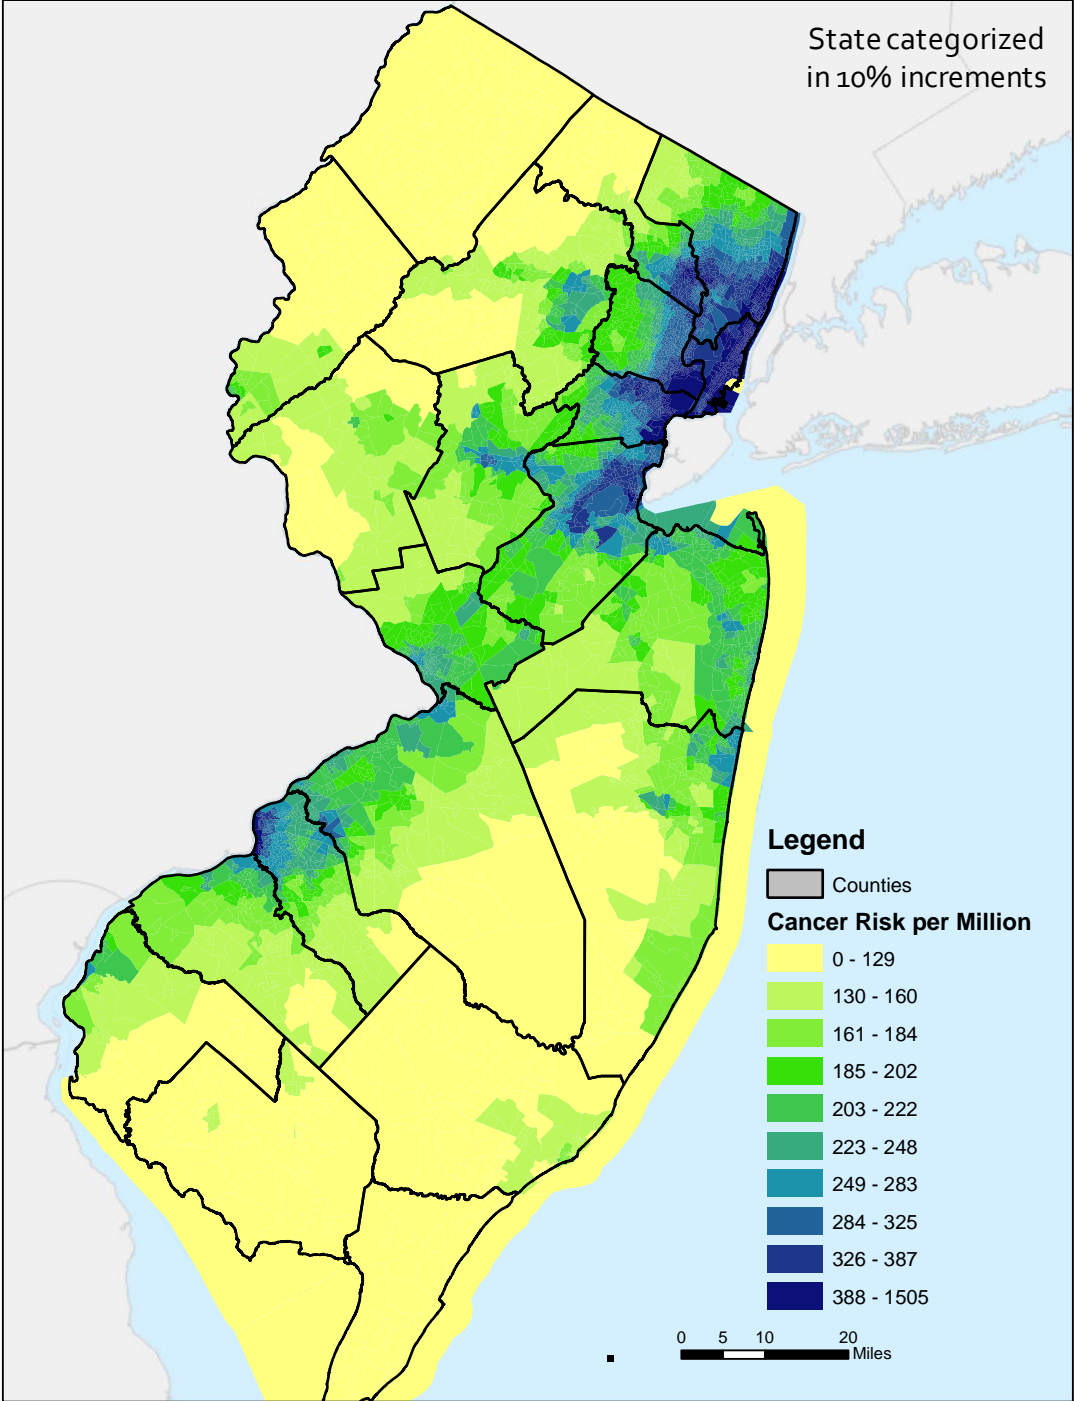 State categorized
in 10% increments
Legend
Counties
Cancer Risk per Million
0 - 129
130 - 160
161 - 184
185 - 202
203 - 222
223 - 248
249 - 283
284 - 325
326 - 387
388 - 1505
0 5 10 20
Miles